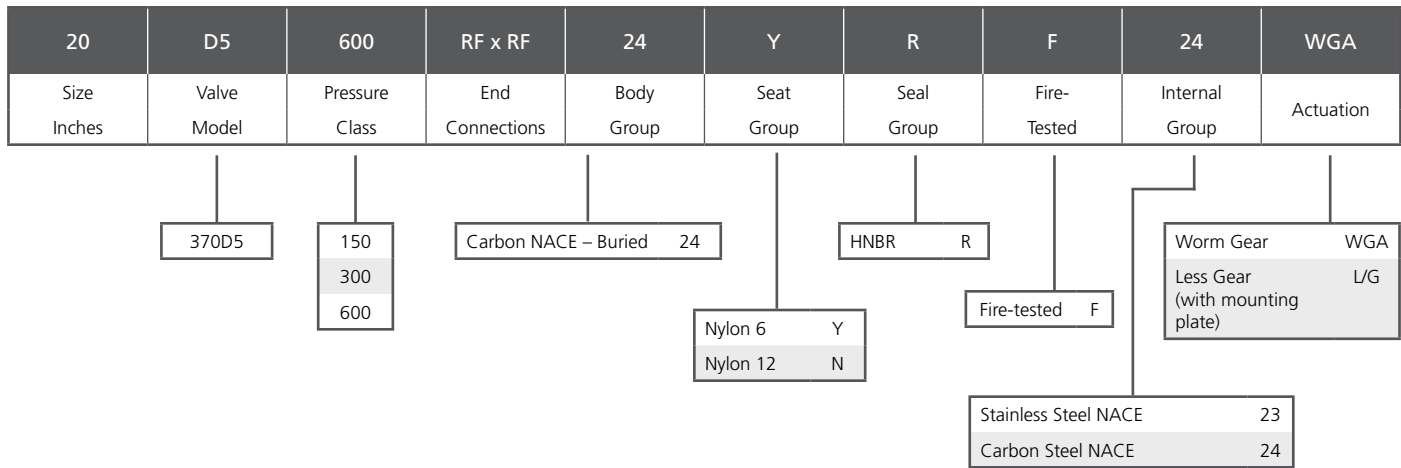 20 D5 600 RF x RF 24 Y R F 24 WGA
Size Valve Pressure End Body Seat Seal Fire- Internal Actuation
Inches Model Class Connections Group Group Group Tested Group
370D5 150 Carbon NACE – Buried 24 HNBR R Worm Gear WGA
300 Less Gear L/G
(with mounting
plate)
600 Fire-tested F
Nylon 6 Y
Nylon 12 N
Stainless Steel NACE 23
Carbon Steel NACE 24